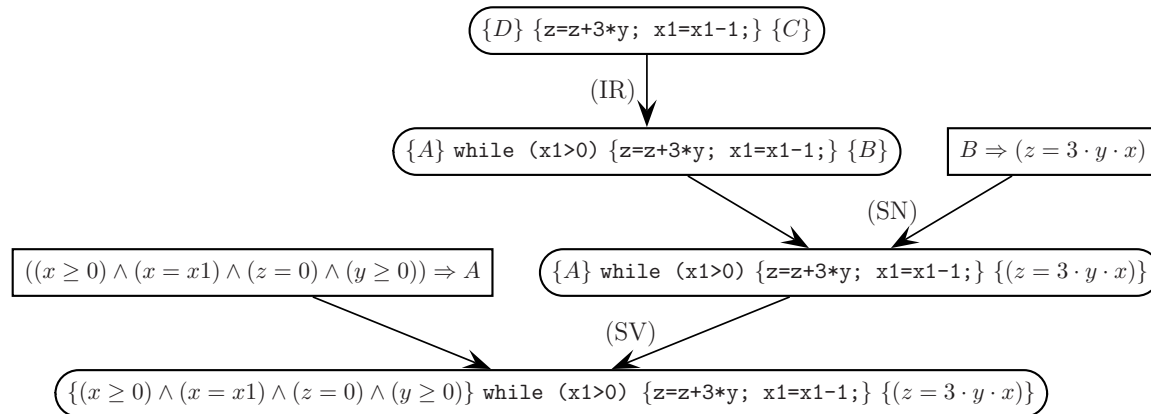 {D} {z=z+3*y; x1=x1-1;} {C}
(IR)
{A} while (x1>0) {z=z+3*y; x1=x1-1;} {B}
B ⇒ (z = 3 · y · x)
(SN)
((x ≥ 0) ∧ (x = x1) ∧ (z = 0) ∧ (y ≥ 0)) ⇒ A
{A} while (x1>0) {z=z+3*y; x1=x1-1;} {(z = 3 · y · x)}
(SV)
{(x ≥ 0) ∧ (x = x1) ∧ (z = 0) ∧ (y ≥ 0)} while (x1>0) {z=z+3*y; x1=x1-1;} {(z = 3 · y · x)}